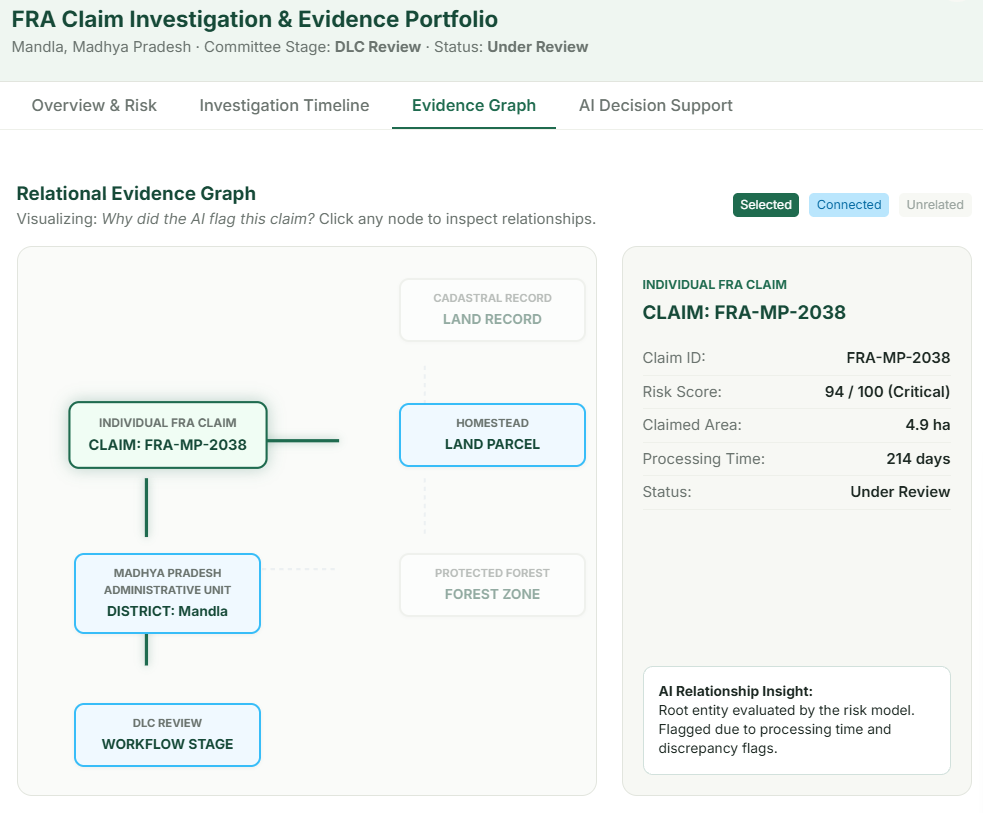 FRA Claim Investigation & Evidence Portfolio
Mandla, Madhya Pradesh · Committee Stage: DLC Review · Status: Under Review
Overview & Risk
Investigation Timeline
Evidence Graph
AI Decision Support
Relational Evidence Graph
Visualizing: Why did the AI flag this claim? Click any node to inspect relationships.
Selected
Connected
Unrelated
CADASTRAL RECORD
LAND RECORD
INDIVIDUAL FRA CLAIM
CLAIM: FRA-MP-2038
HOMESTEAD
LAND PARCEL
MADHYA PRADESH
ADMINISTRATIVE UNIT
DISTRICT: Mandla
PROTECTED FOREST
FOREST ZONE
DLC REVIEW
WORKFLOW STAGE
INDIVIDUAL FRA CLAIM
CLAIM: FRA-MP-2038
Claim ID: FRA-MP-2038
Risk Score: 94 / 100 (Critical)
Claimed Area: 4.9 ha
Processing Time: 214 days
Status: Under Review
AI Relationship Insight:
Root entity evaluated by the risk model.
Flagged due to processing time and
discrepancy flags.